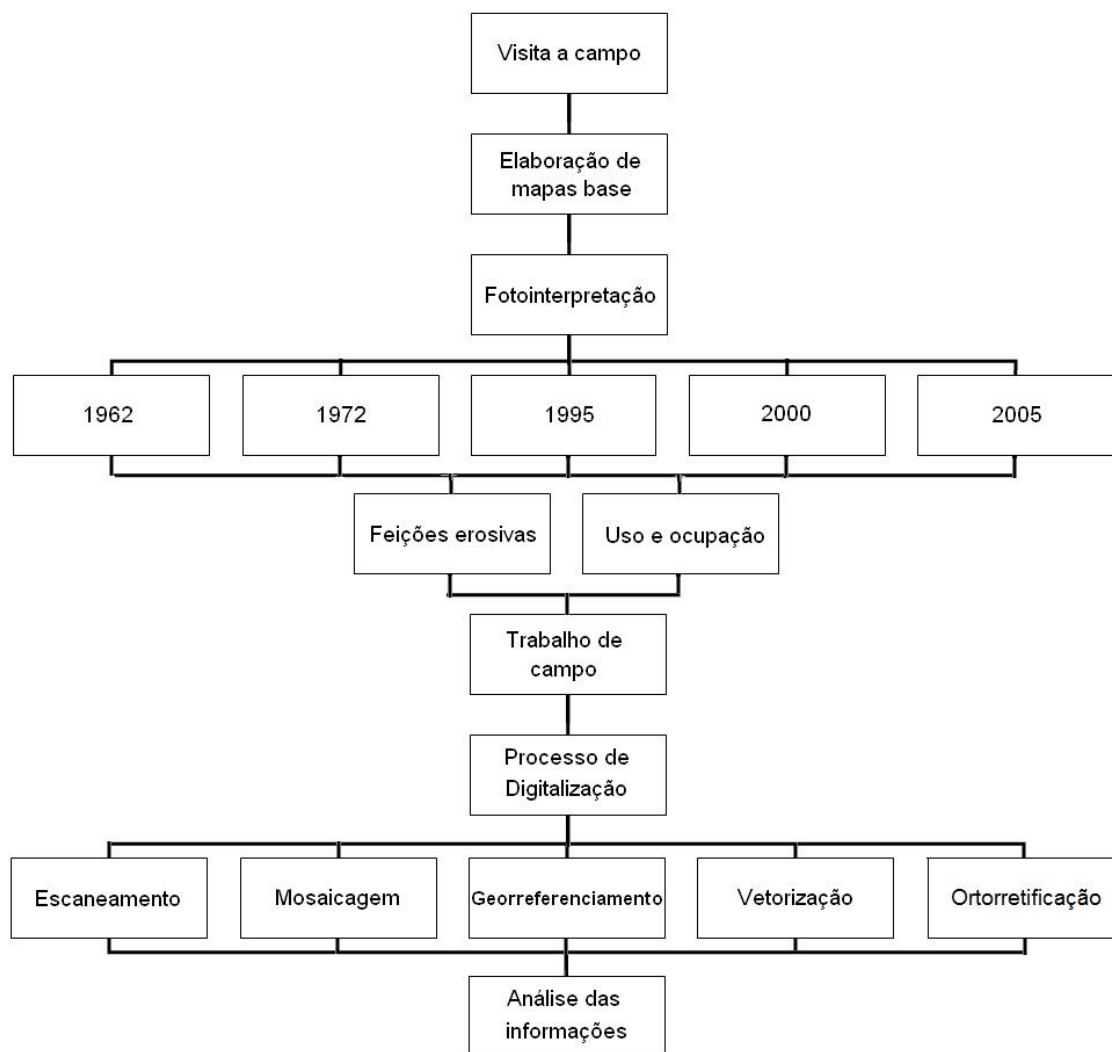 Visita a campo
Elaboração de
mapas base
Fotointerpretação
1962
1972
1995
2000
2005
Feições erosivas
Uso e ocupação
Trabalho de
campo
Processo de
Digitalização
Escaneamento
Mosaicagem
Georreferenciamento
Vetorização
Ortorretificação
Análise das
informações